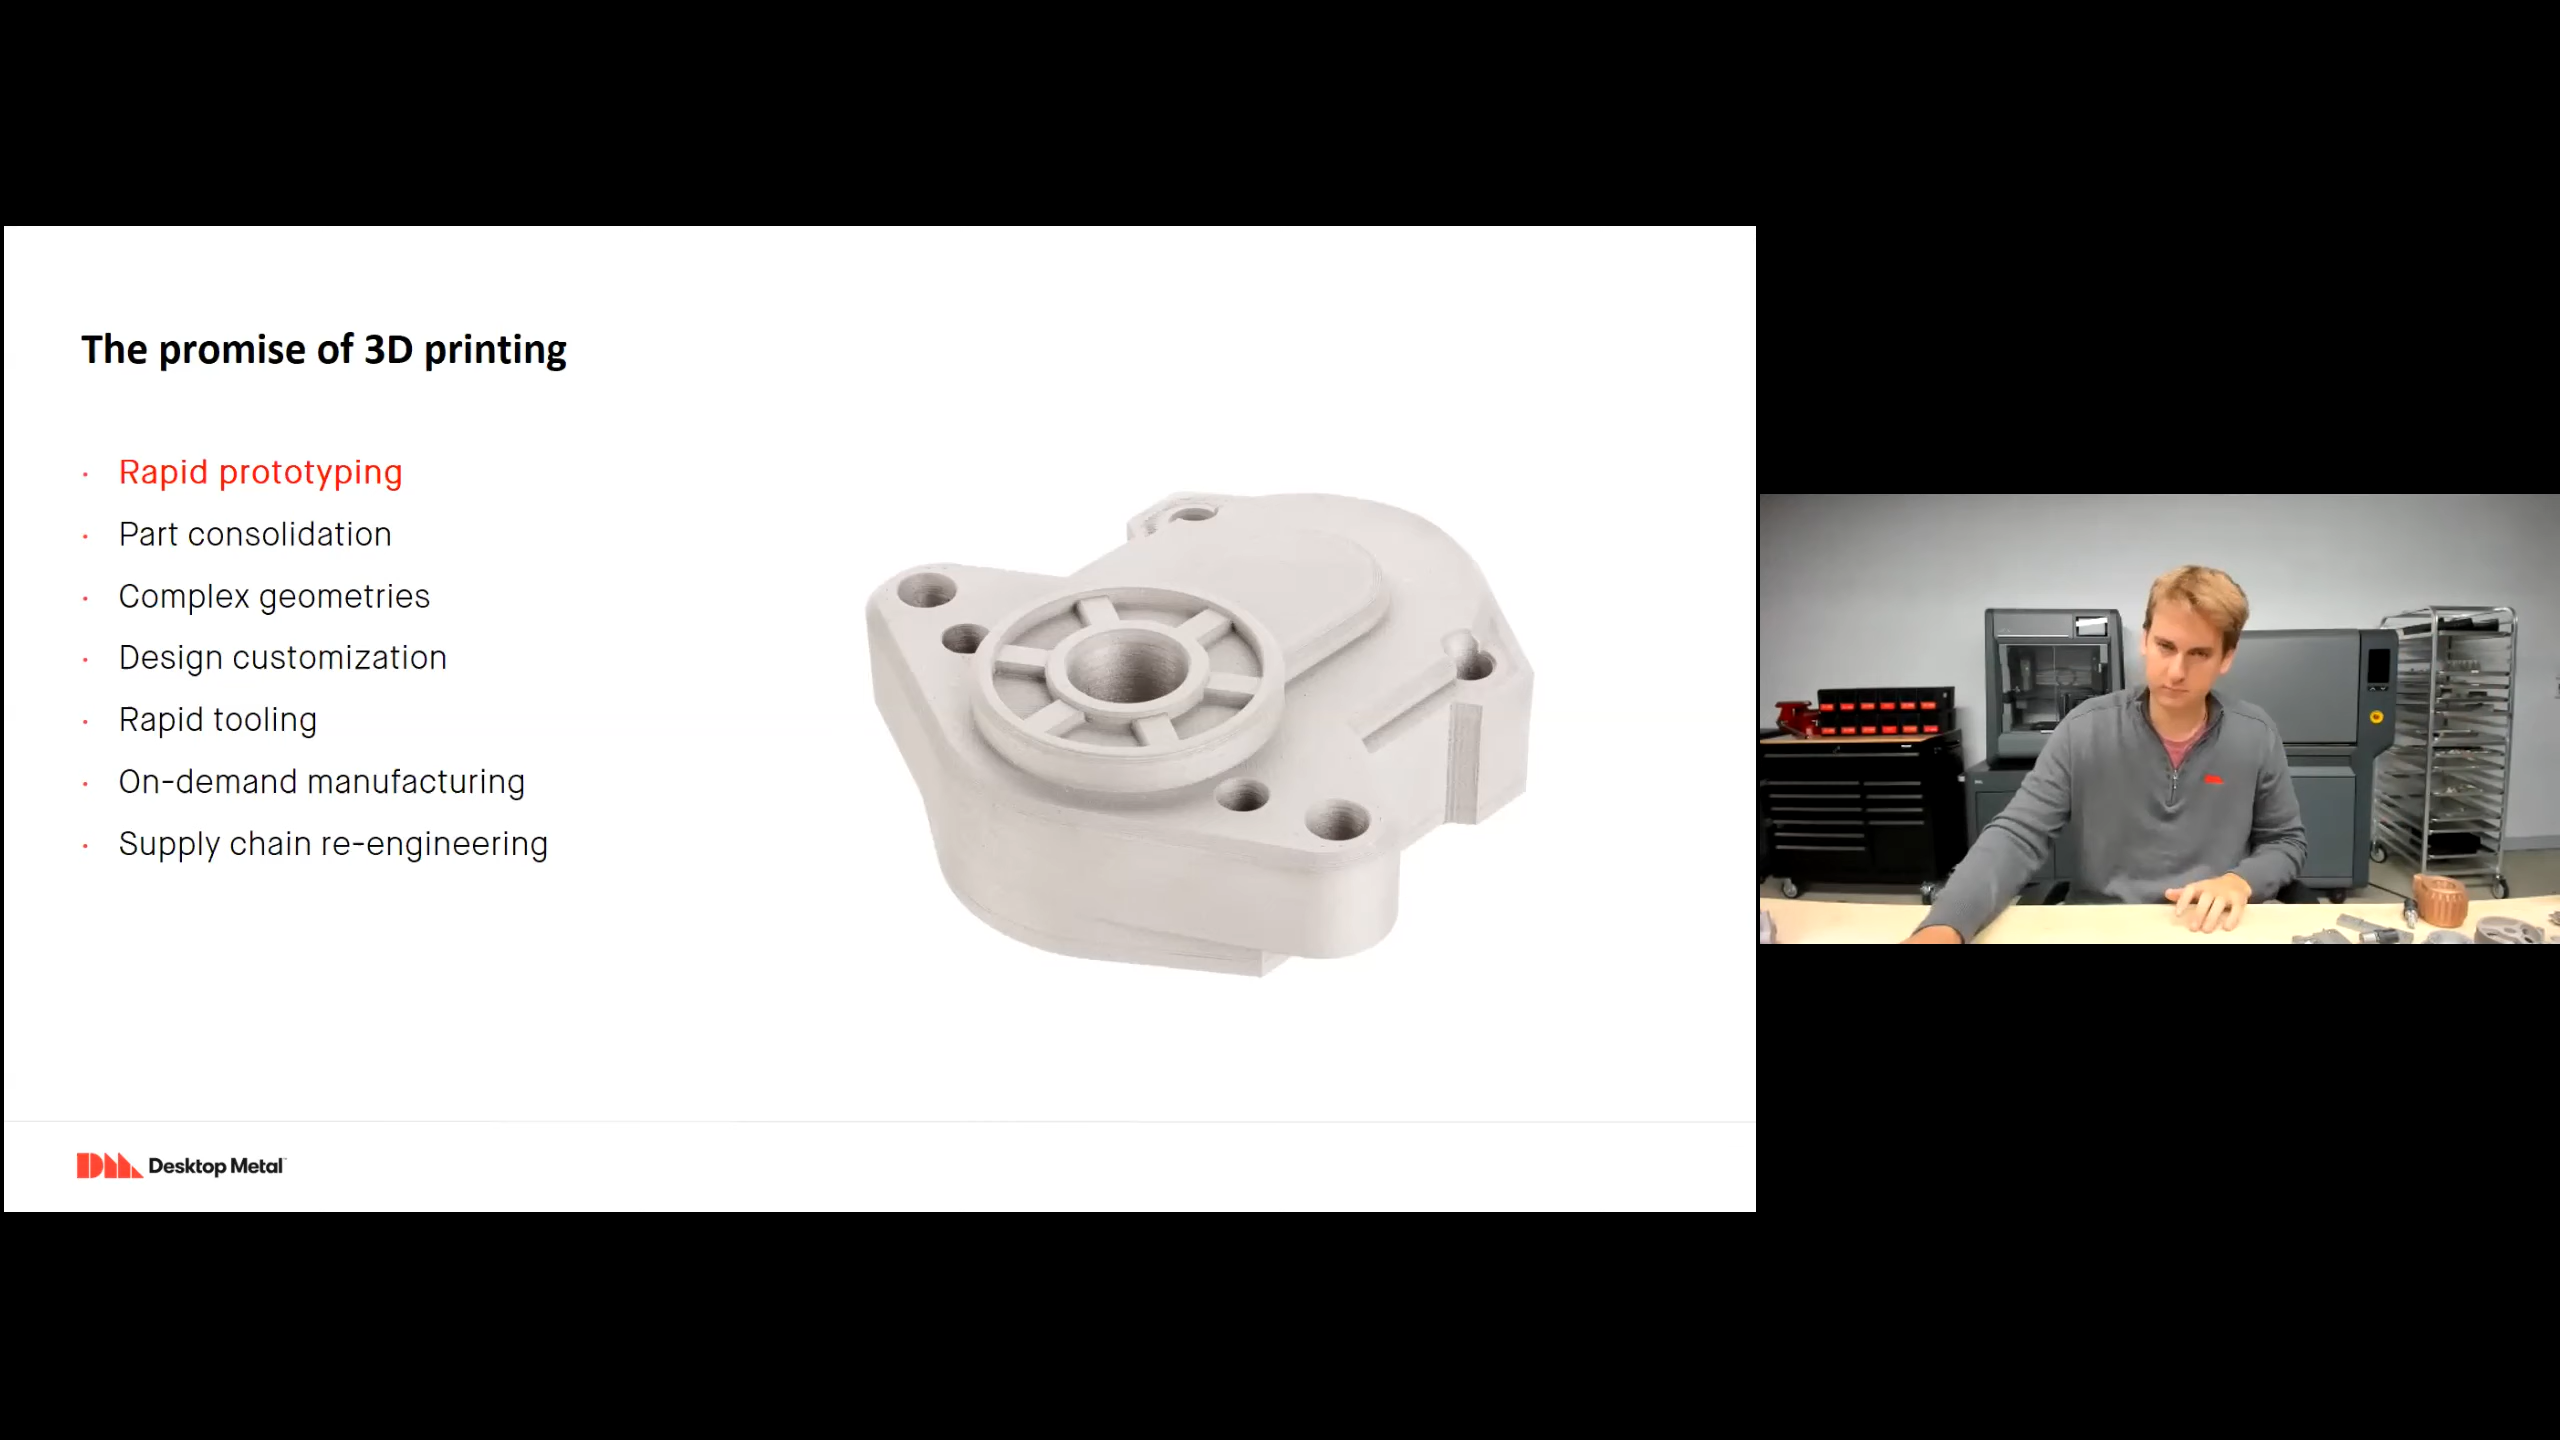 The promise of 3D printing
· Rapid prototyping
· Part consolidation
· Complex geometries
· Design customization
· Rapid tooling
· On-demand manufacturing
· Supply chain re-engineering
DM Desktop Metal